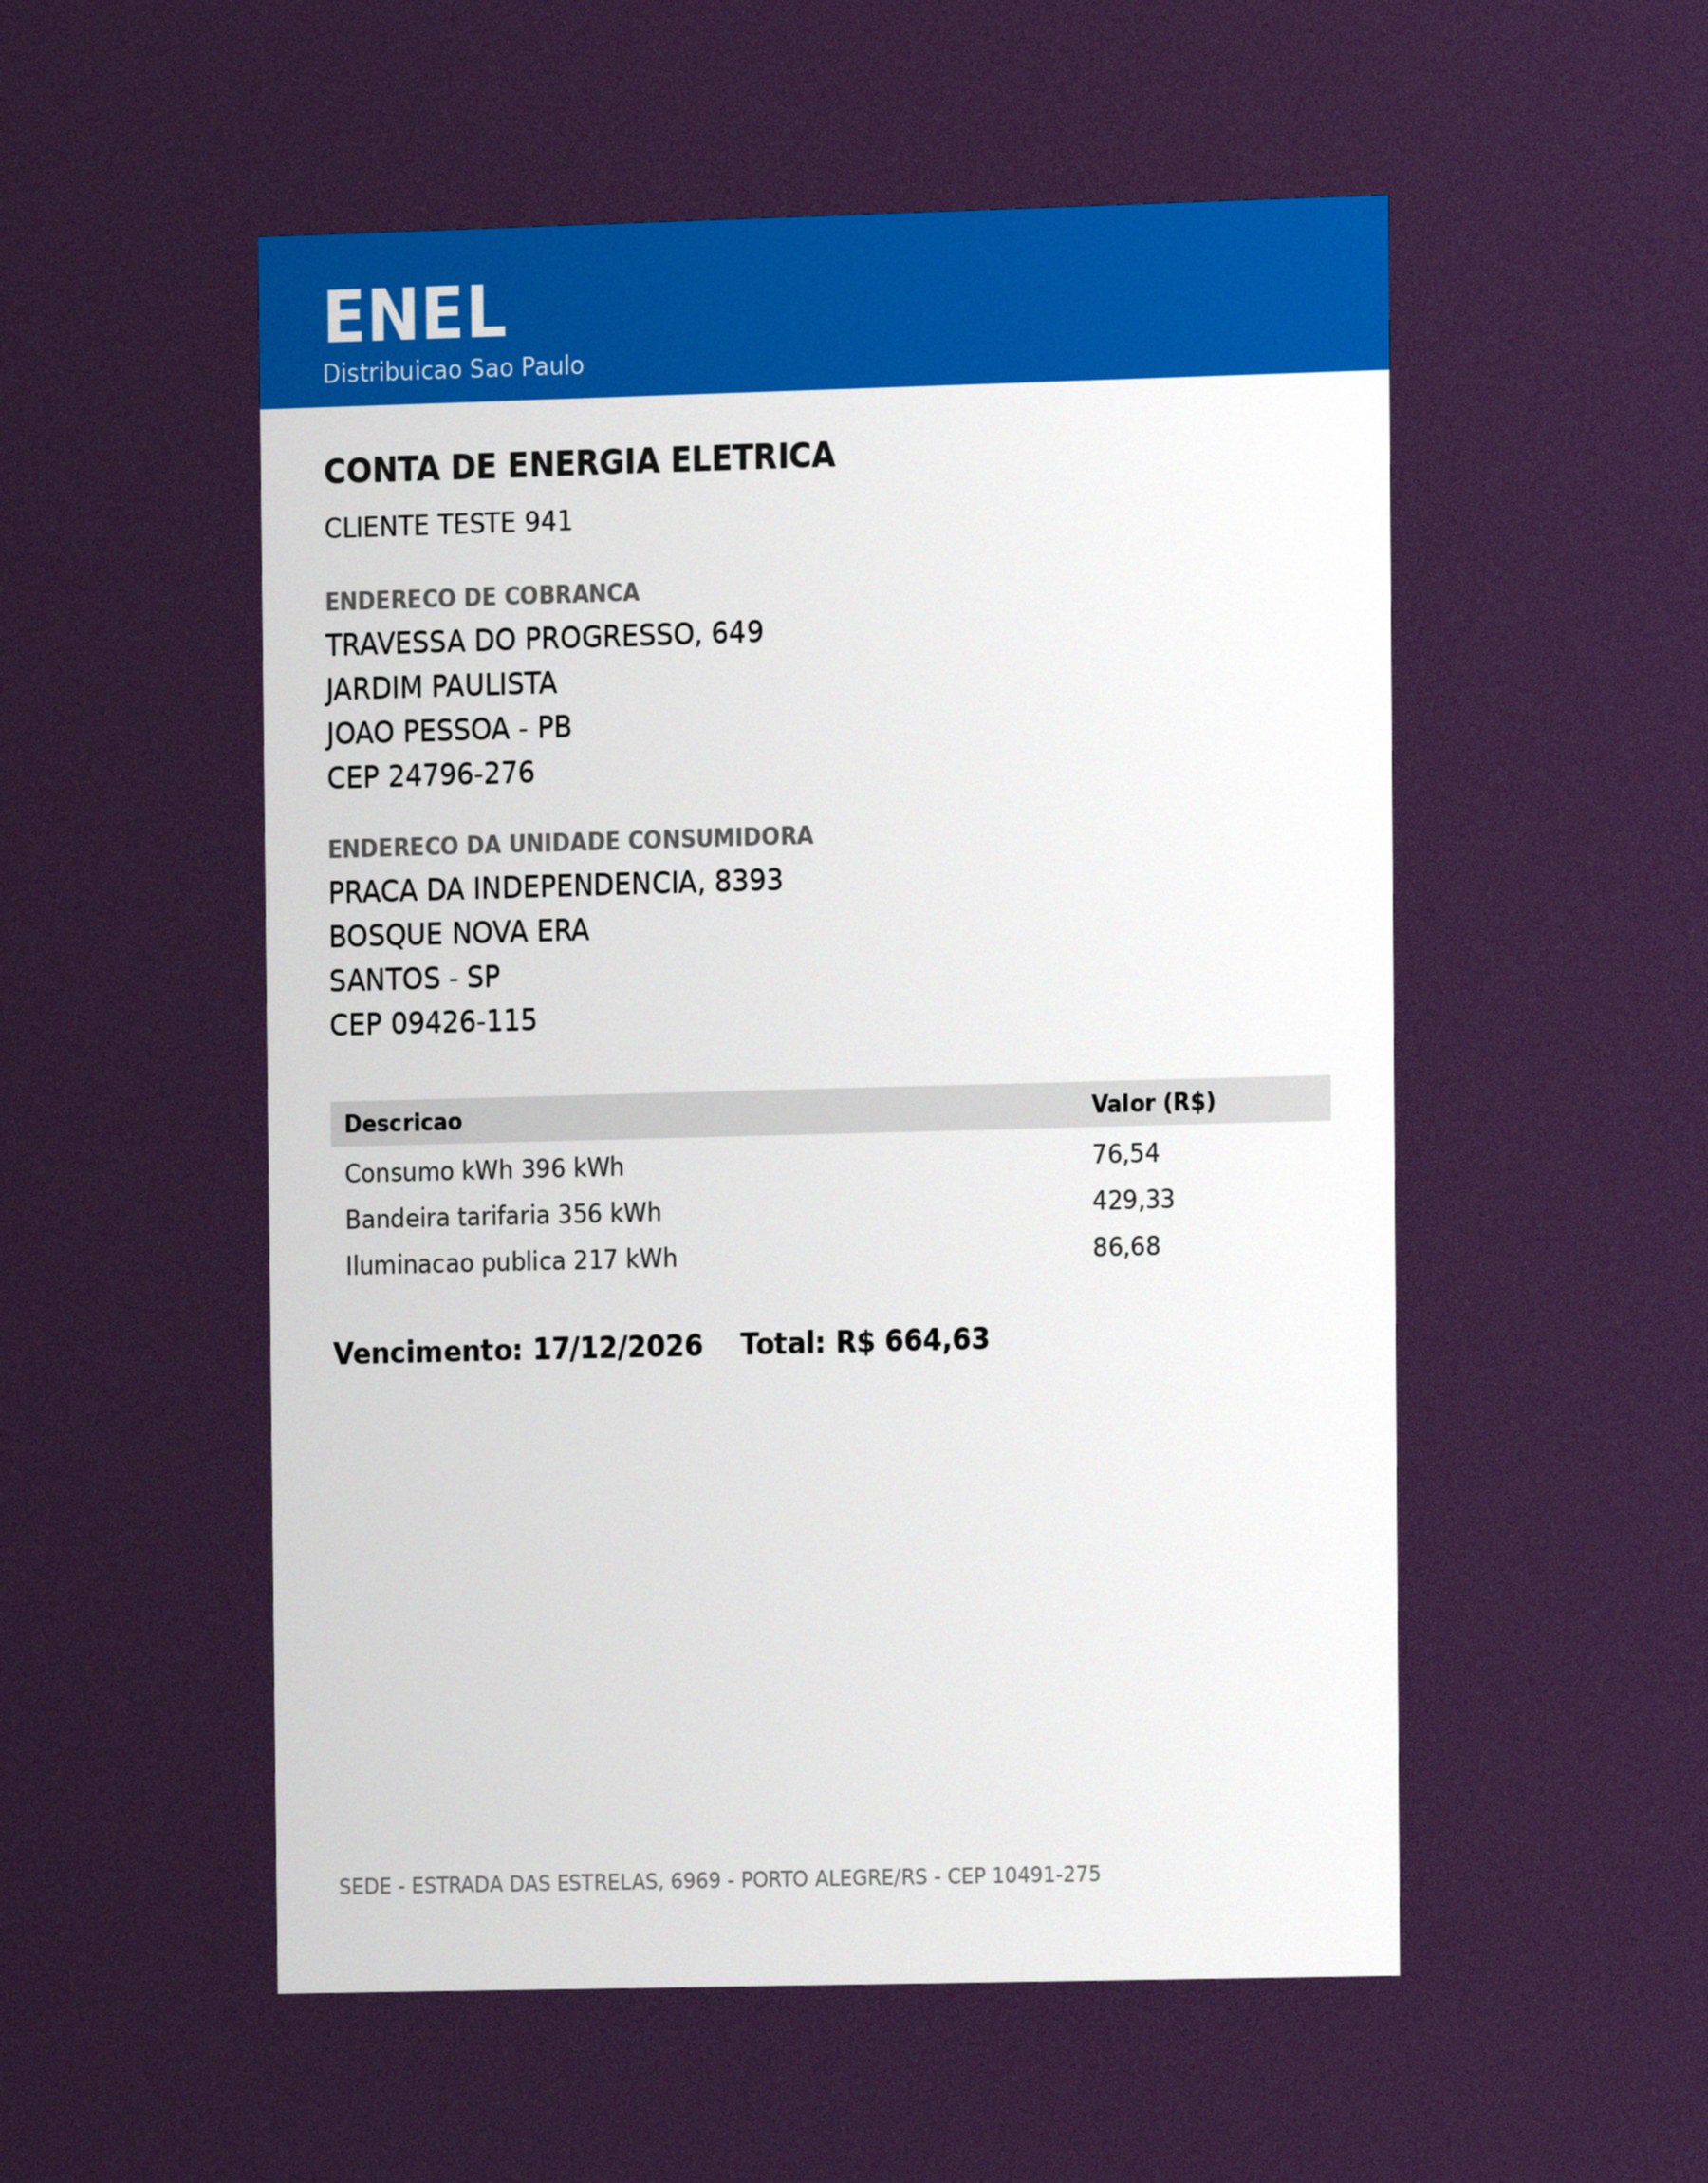 ENEL
Distribuicao Sao Paulo
CONTA DE ENERGIA ELETRICA
CLIENTE TESTE 941
ENDERECO DE COBRANCA
TRAVESSA DO PROGRESSO, 649
JARDIM PAULISTA
JOAO PESSOA - PB
CEP 24796-276
ENDERECO DA UNIDADE CONSUMIDORA
PRACA DA INDEPENDENCIA, 8393
BOSQUE NOVA ERA
SANTOS - SP
CEP 09426-115
Descricao Valor (R$)
Consumo kWh 396 kWh 76,54
Bandeira tarifaria 356 kWh 429,33
Iluminacao publica 217 kWh 86,68
Vencimento: 17/12/2026 Total: R$ 664,63
SEDE - ESTRADA DAS ESTRELAS, 6969 - PORTO ALEGRE/RS - CEP 10491-275